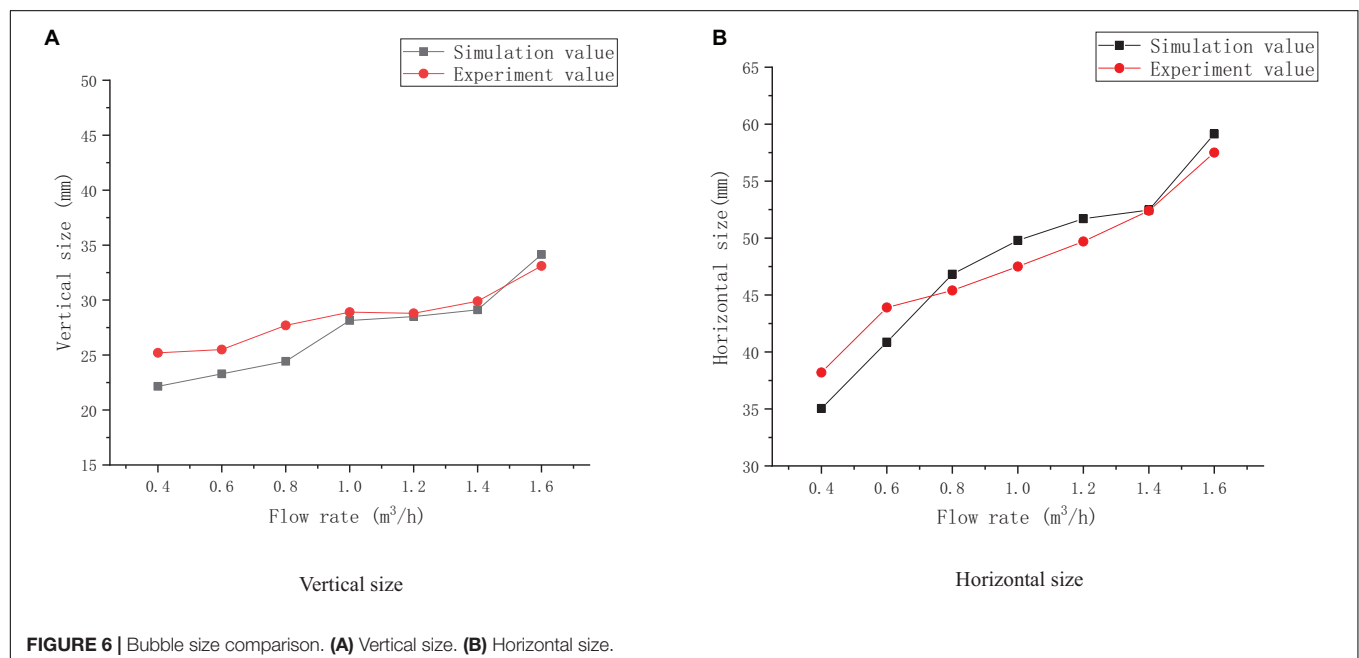 A
Simulation value
Experiment value
50
45
40
35
30
25
20
15
Vertical size (mm)
0.4 0.6 0.8 1.0 1.2 1.4 1.6
Flow rate (m³/h)
Vertical size
B
Simulation value
Experiment value
65
60
55
50
45
40
35
30
Horizontal size(mm)
0.4 0.6 0.8 1.0 1.2 1.4 1.6
Flow rate (m³/h)
Horizontal size
FIGURE 6 | Bubble size comparison. (A) Vertical size. (B) Horizontal size.